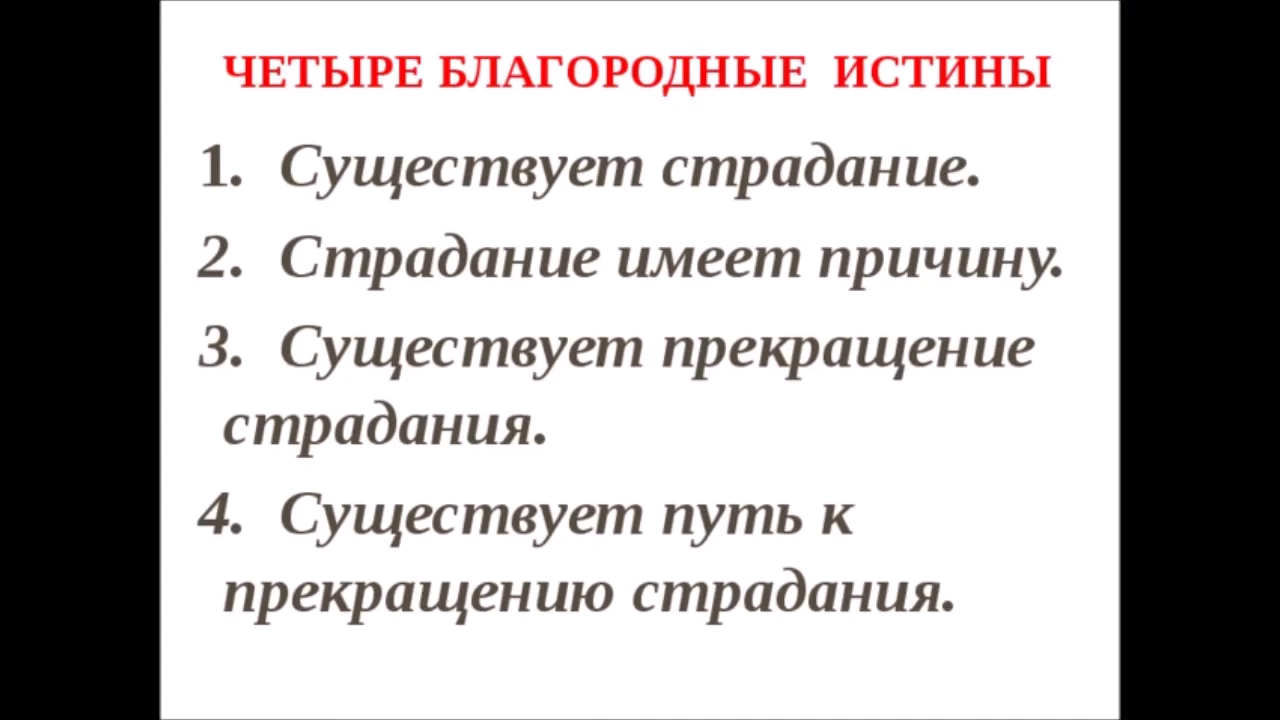 ЧЕТЫРЕ БЛАГОРОДНЫЕ ИСТИНЫ
1. Существует страдание.
2. Страдание имеет причину.
3. Существует прекращение
страдания.
4. Существует путь к
прекращению страдания.